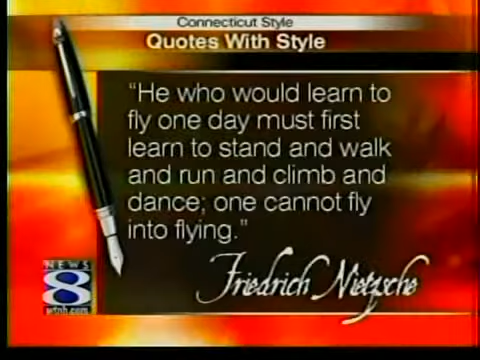 Connecticut Style
Quotes With Style
“He who would learn to
fly one day must first
learn to stand and walk
and run and climb and
dance; one cannot fly
into flying.”
Friedrich Nietzsche
NEWS
8
wtnh.com